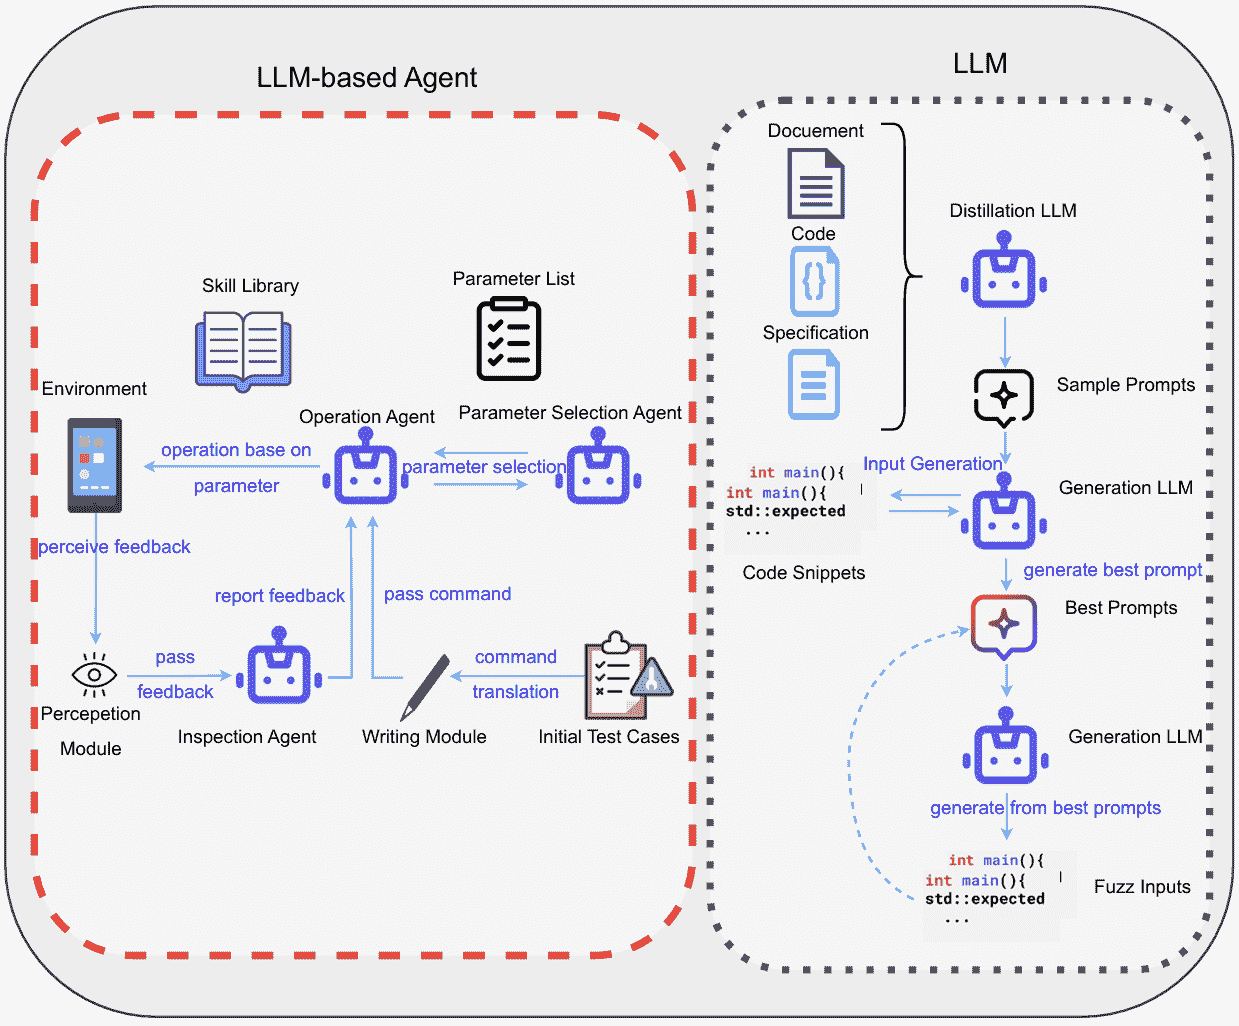 LLM-based Agent
Skill Library
Parameter List
Environment
Operation Agent
Parameter Selection Agent
operation base on
parameter
parameter selection
perceive feedback
report feedback
pass command
pass
feedback
command
translation
Percepetion
Module
Inspection Agent
Writing Module
Initial Test Cases
LLM
Docuement
Code
{}
Specification
Distillation LLM
Sample Prompts
Input Generation
int main(){
int main(){
std::expected
...
Generation LLM
Code Snippets
generate best prompt
Best Prompts
Generation LLM
generate from best prompts
int main(){
int main(){
std::expected
...
Fuzz Inputs